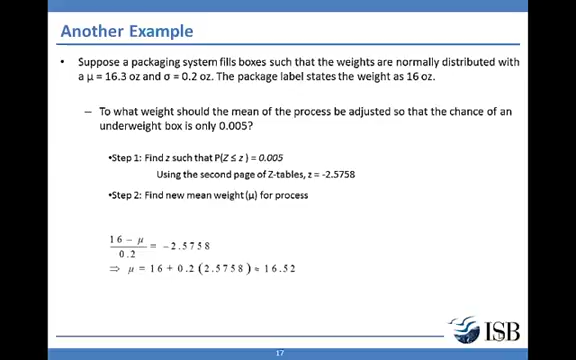 Another Example
• Suppose a packaging system fills boxes such that the weights are normally distributed with
a μ = 16.3 oz and σ = 0.2 oz. The package label states the weight as 16 oz.
– To what weight should the mean of the process be adjusted so that the chance of an
underweight box is only 0.005?
•Step 1: Find z such that P(Z ≤ z ) = 0.005
Using the second page of Z-tables, z = -2.5758
•Step 2: Find new mean weight (μ) for process
16 − μ
0.2
= −2.5758
⇒ μ = 16 + 0.2 (2.5758) ≈ 16.52
ISB
17